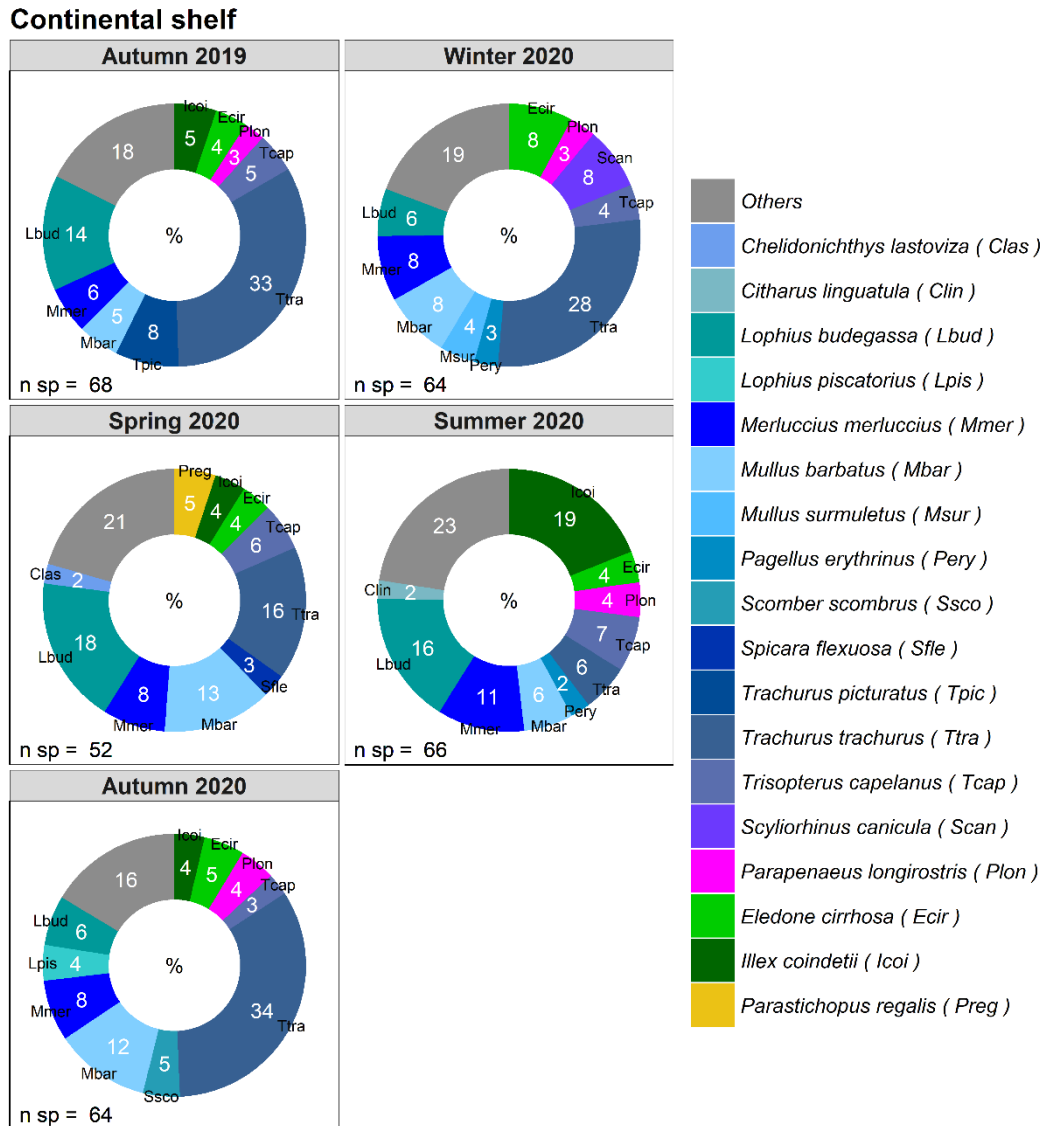 Continental shelf
Autumn 2019
Icoi
5
Ecir
4
Plon
3
Tcap
5
33
Ttra
8
Tpic
5
Mbar
6
Mmer
14
Lbud
18
%
n sp = 68
Winter 2020
Ecir
8
Plon
3
Scan
8
Tcap
4
28
Ttra
3
Pery
4
Msur
8
Mbar
8
Mmer
6
Lbud
19
%
n sp = 64
Spring 2020
Preg
5
Icoi
4
Ecir
4
Tcap
6
16
Ttra
3
Sfle
13
Mbar
8
Mmer
18
Lbud
2
Clas
21
%
n sp = 52
Summer 2020
Icoi
19
Ecir
4
Plon
4
Tcap
7
6
Ttra
2
Pery
6
Mbar
11
Mmer
16
Lbud
2
Clin
23
%
n sp = 66
Autumn 2020
Icoi
4
Ecir
5
Plon
4
Tcap
3
34
Ttra
5
Ssco
12
Mbar
8
Mmer
4
Lpis
6
Lbud
16
%
n sp = 64
Others
Chelidonichthys lastoviza ( Clas )
Citharus linguatula ( Clin )
Lophius budegassa ( Lbud )
Lophius piscatorius ( Lpis )
Merluccius merluccius ( Mmer )
Mullus barbatus ( Mbar )
Mullus surmuletus ( Msur )
Pagellus erythrinus ( Pery )
Scomber scombrus ( Ssco )
Spicara flexuosa ( Sfle )
Trachurus picturatus ( Tpic )
Trachurus trachurus ( Ttra )
Trisopterus capelanus ( Tcap )
Scyliorhinus canicula ( Scan )
Parapenaeus longirostris ( Plon )
Eledone cirrhosa ( Ecir )
Illex coindetii ( Icoi )
Parastichopus regalis ( Preg )